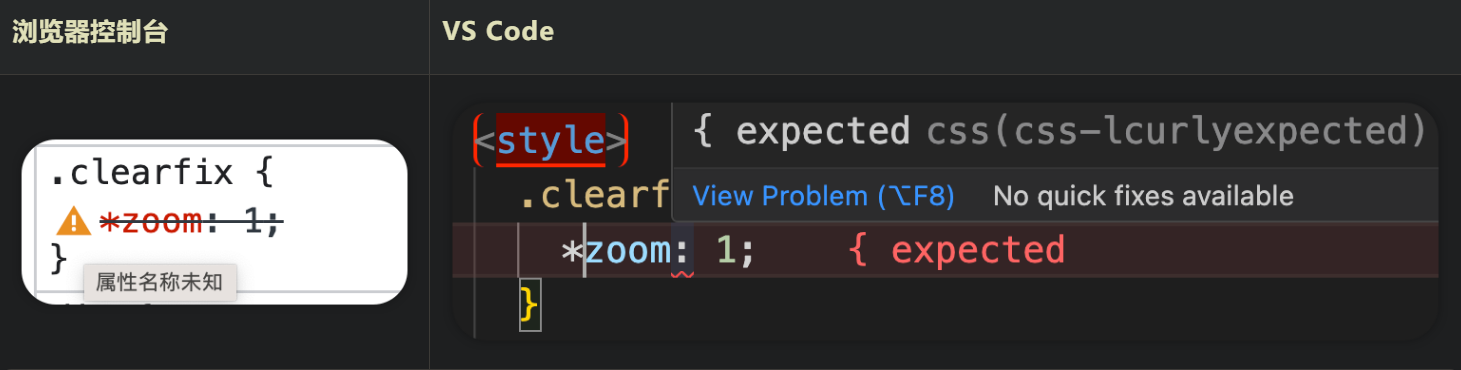 浏览器控制台
VS Code
.clearfix {
*zoom: 1;
}
属性名称未知
<style>
{ expected css(css-lcurlyexpected)
View Problem (⌥F8) No quick fixes available
.clearf
*zoom: 1; { expected
}